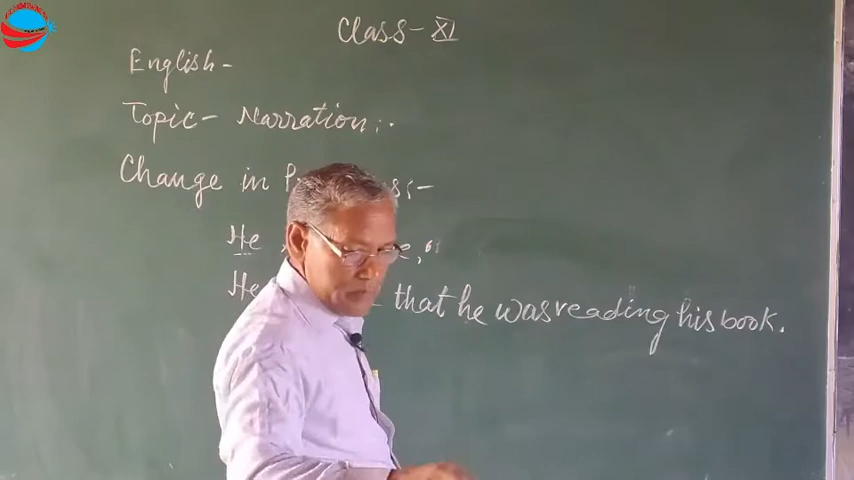 Class-XI
English-
Topic- Narration:-
Change in
He
He that he was reading his book.